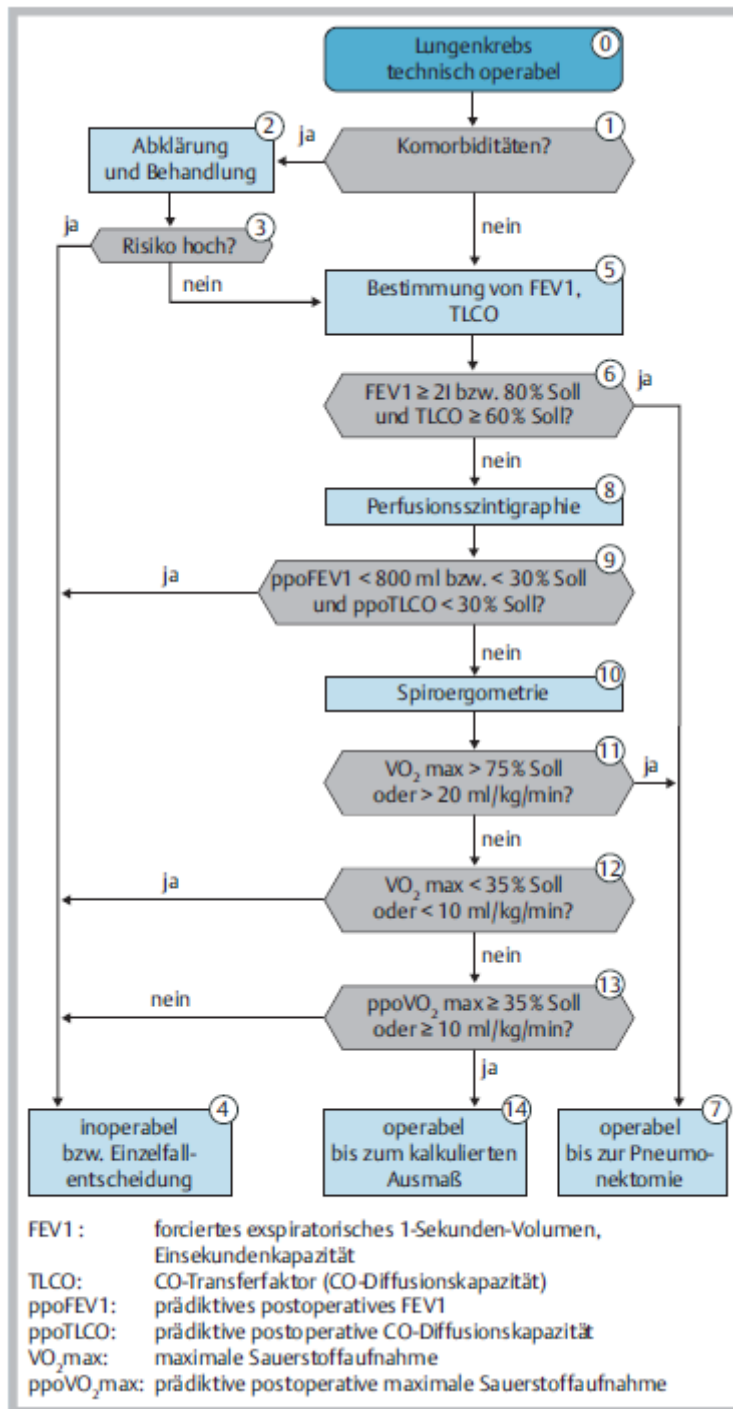 0
Lungenkrebs
technisch operabel
1
Komorbiditäten?
ja
2
Abklärung
und Behandlung
3
Risiko hoch?
ja
nein
nein
5
Bestimmung von FEV1,
TLCO
6
FEV1 ≥ 2l bzw. 80% Soll
und TLCO ≥ 60% Soll?
ja
nein
8
Perfusionsszintigraphie
9
ppoFEV1 < 800 ml bzw. < 30% Soll
und ppoTLCO < 30% Soll?
ja
nein
10
Spiroergometrie
11
VO₂ max > 75% Soll
oder > 20 ml/kg/min?
ja
nein
12
VO₂ max < 35% Soll
oder < 10 ml/kg/min?
ja
nein
13
ppoVO₂ max ≥ 35% Soll
oder ≥ 10 ml/kg/min?
nein
ja
4
inoperabel
bzw. Einzelfall-
entscheidung
14
operabel
bis zum kalkulierten
Ausmaß
7
operabel
bis zur Pneumo-
nektomie
FEV1 : forciertes exspiratorisches 1-Sekunden-Volumen,
Einsekundenkapazität
TLCO: CO-Transferfaktor (CO-Diffusionskapazität)
ppoFEV1: prädiktives postoperatives FEV1
ppoTLCO: prädiktive postoperative CO-Diffusionskapazität
VO₂max: maximale Sauerstoffaufnahme
ppoVO₂max: prädiktive postoperative maximale Sauerstoffaufnahme